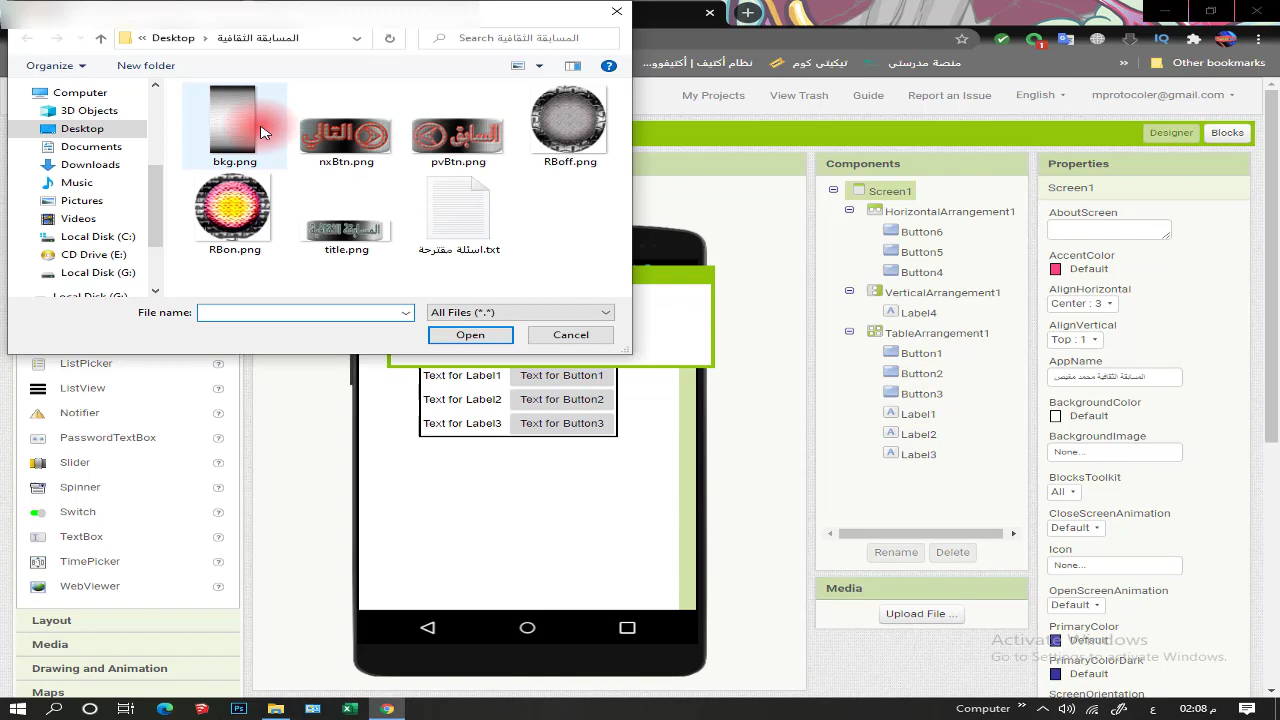 Desktop
المسابقة الثقافية
Search المسابقة الثقافية
Organize
New folder
Computer
3D Objects
Desktop
Documents
Downloads
Music
Pictures
Videos
Local Disk (C:)
CD Drive (E:)
Local Disk (G:)
Local Disk (G:)
bkg.png
التالي
nxBtn.png
السابق
pvBtn.png
RBoff.png
RBon.png
المسابقة الثقافية
title.png
اسئلة مقترحة.txt
File name:
All Files (*.*)
Open
Cancel
منصة مدرستي
تيكيتي كوم
Other bookmarks
My Projects
View Trash
Guide
Report an Issue
English
mprotocoler@gmail.com
Designer
Blocks
ListPicker
ListView
Notifier
PasswordTextBox
Slider
Spinner
Switch
TextBox
TimePicker
WebViewer
Layout
Media
Drawing and Animation
Maps
Text for Label1
Text for Button1
Text for Label2
Text for Button2
Text for Label3
Text for Button3
Components
Screen1
HorizontalArrangement1
Button6
Button5
Button4
VerticalArrangement1
Label4
TableArrangement1
Button1
Button2
Button3
Label1
Label2
Label3
Rename
Delete
Media
Upload File ...
Properties
Screen1
AboutScreen
AccentColor
Default
AlignHorizontal
Center : 3
AlignVertical
Top : 1
AppName
BackgroundColor
Default
BackgroundImage
None...
BlocksToolkit
All
CloseScreenAnimation
Default
Icon
None...
OpenScreenAnimation
Default
PrimaryColor
Default
PrimaryColorDark
Default
ScreenOrientation
Activate Windows
Go to Settings to activate Windows.
Computer
02:08 م